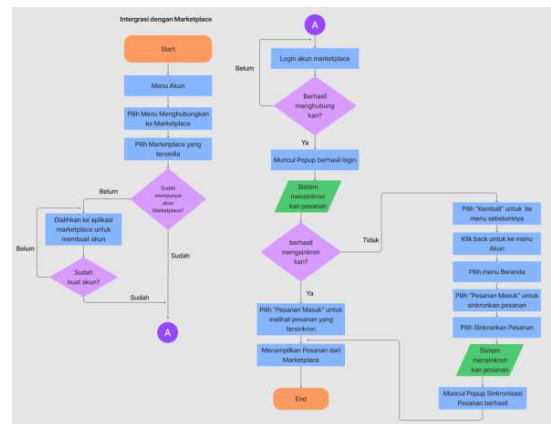 Intergrasi dengan Marketplace
Start
Menu Akun
Pilih Menu Menghubungkan
ke Marketplace
Pilih Marketplace yang
tersedia
Sudah
mempunyai
akun
Marketplace?
Belum
Sudah
Dialihkan ke aplikasi
marketplace untuk
membuat akun
Belum
Sudah
buat akun?
Sudah
A
A
Login akun marketplace
Belum
Berhasil
menghubung
kan?
Ya
Muncul Popup berhasil login
Sistem
mensinkron
kan pesanan
berhasil
mengsinkron
kan?
Tidak
Ya
Pilih "Pesanan Masuk" untuk
melihat pesanan yang
tersinkron
Menampilkan Pesanan dari
Marketplace
End
Pilih "Kembali" untuk ke
menu sebelumnya
Klik back untuk ke menu
Akun
Pilih menu Beranda
Pilih "Pesanan Masuk" untuk
sinkronkan pesanan
Pilih Sinkronkan Pesanan
Sistem
mensinkron
kan pesanan
Muncul Popup Sinkronisasi
Pesanan berhasil